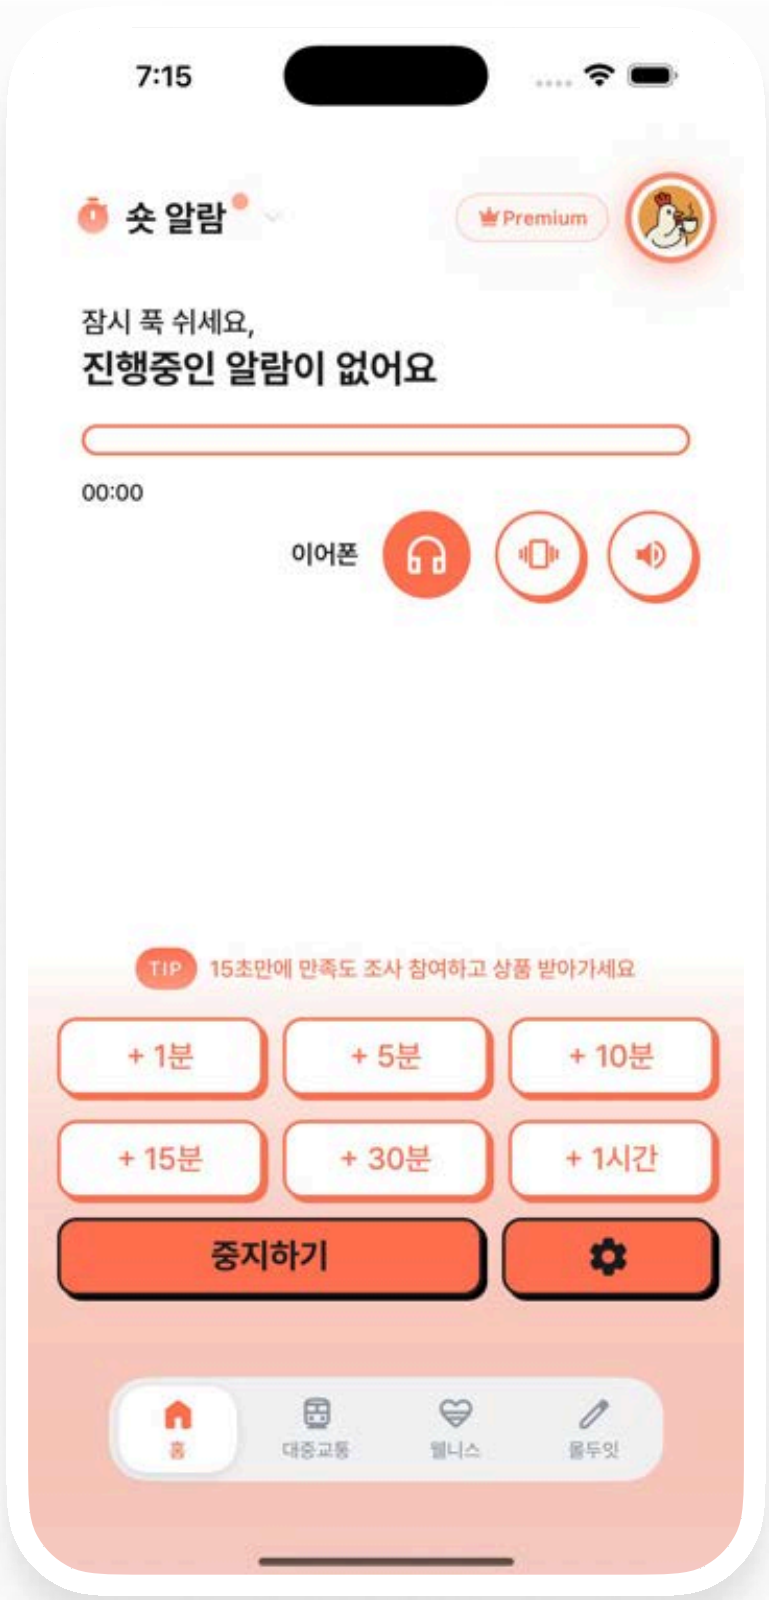 7:15
숏 알람
Premium
잠시 푹 쉬세요,
진행중인 알람이 없어요
00:00
이어폰
TIP 15초만에 만족도 조사 참여하고 상품 받아가세요
+ 1분 + 5분 + 10분
+ 15분 + 30분 + 1시간
중지하기
홈 대중교통 웰니스 몰두잇